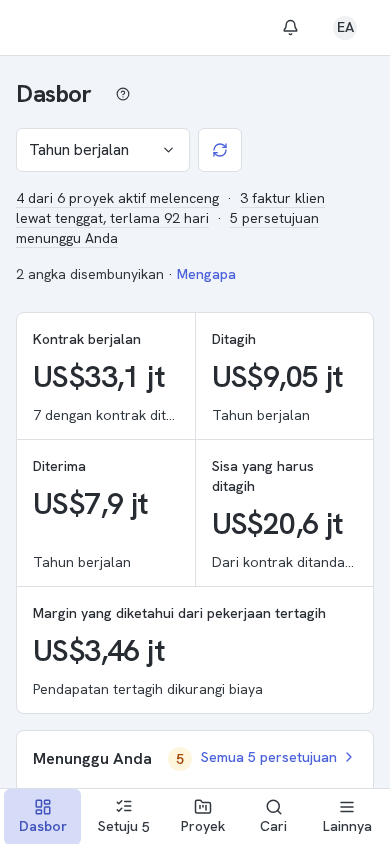 EA
Dasbor
Tahun berjalan
4 dari 6 proyek aktif melenceng · 3 faktur klien
lewat tenggat, terlama 92 hari · 5 persetujuan
menunggu Anda
2 angka disembunyikan · Mengapa
Kontrak berjalan
US$33,1 jt
7 dengan kontrak dit...
Ditagih
US$9,05 jt
Tahun berjalan
Diterima
US$7,9 jt
Tahun berjalan
Sisa yang harus
ditagih
US$20,6 jt
Dari kontrak ditanda...
Margin yang diketahui dari pekerjaan tertagih
US$3,46 jt
Pendapatan tertagih dikurangi biaya
Menunggu Anda 5 Semua 5 persetujuan
Dasbor Setuju 5 Proyek Cari Lainnya